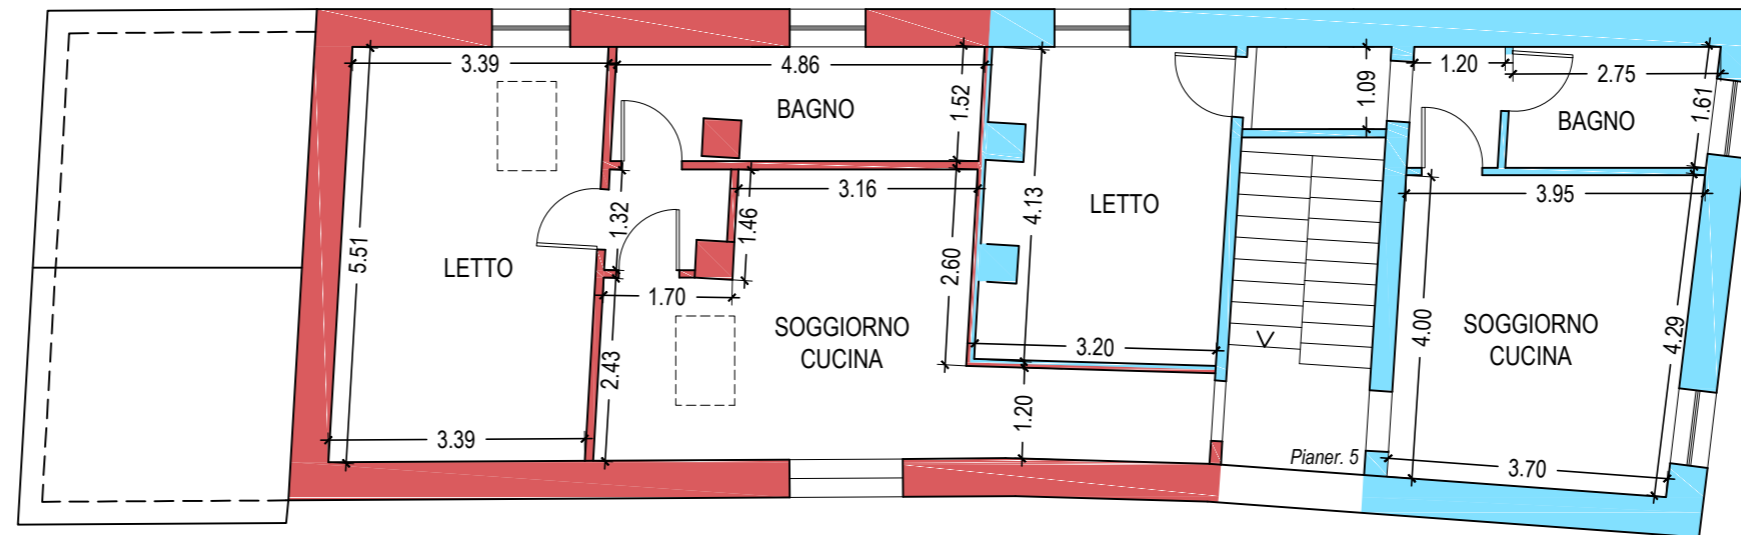 3.39
4.86
1.20
2.75
BAGNO
1.52
1.09
1.61
BAGNO
3.16
3.95
1.32
1.46
4.13
LETTO
5.51
LETTO
2.60
1.70
SOGGIORNO
CUCINA
3.20
4.00
SOGGIORNO
CUCINA
4.29
2.43
1.20
3.39
Pianer. 5
3.70